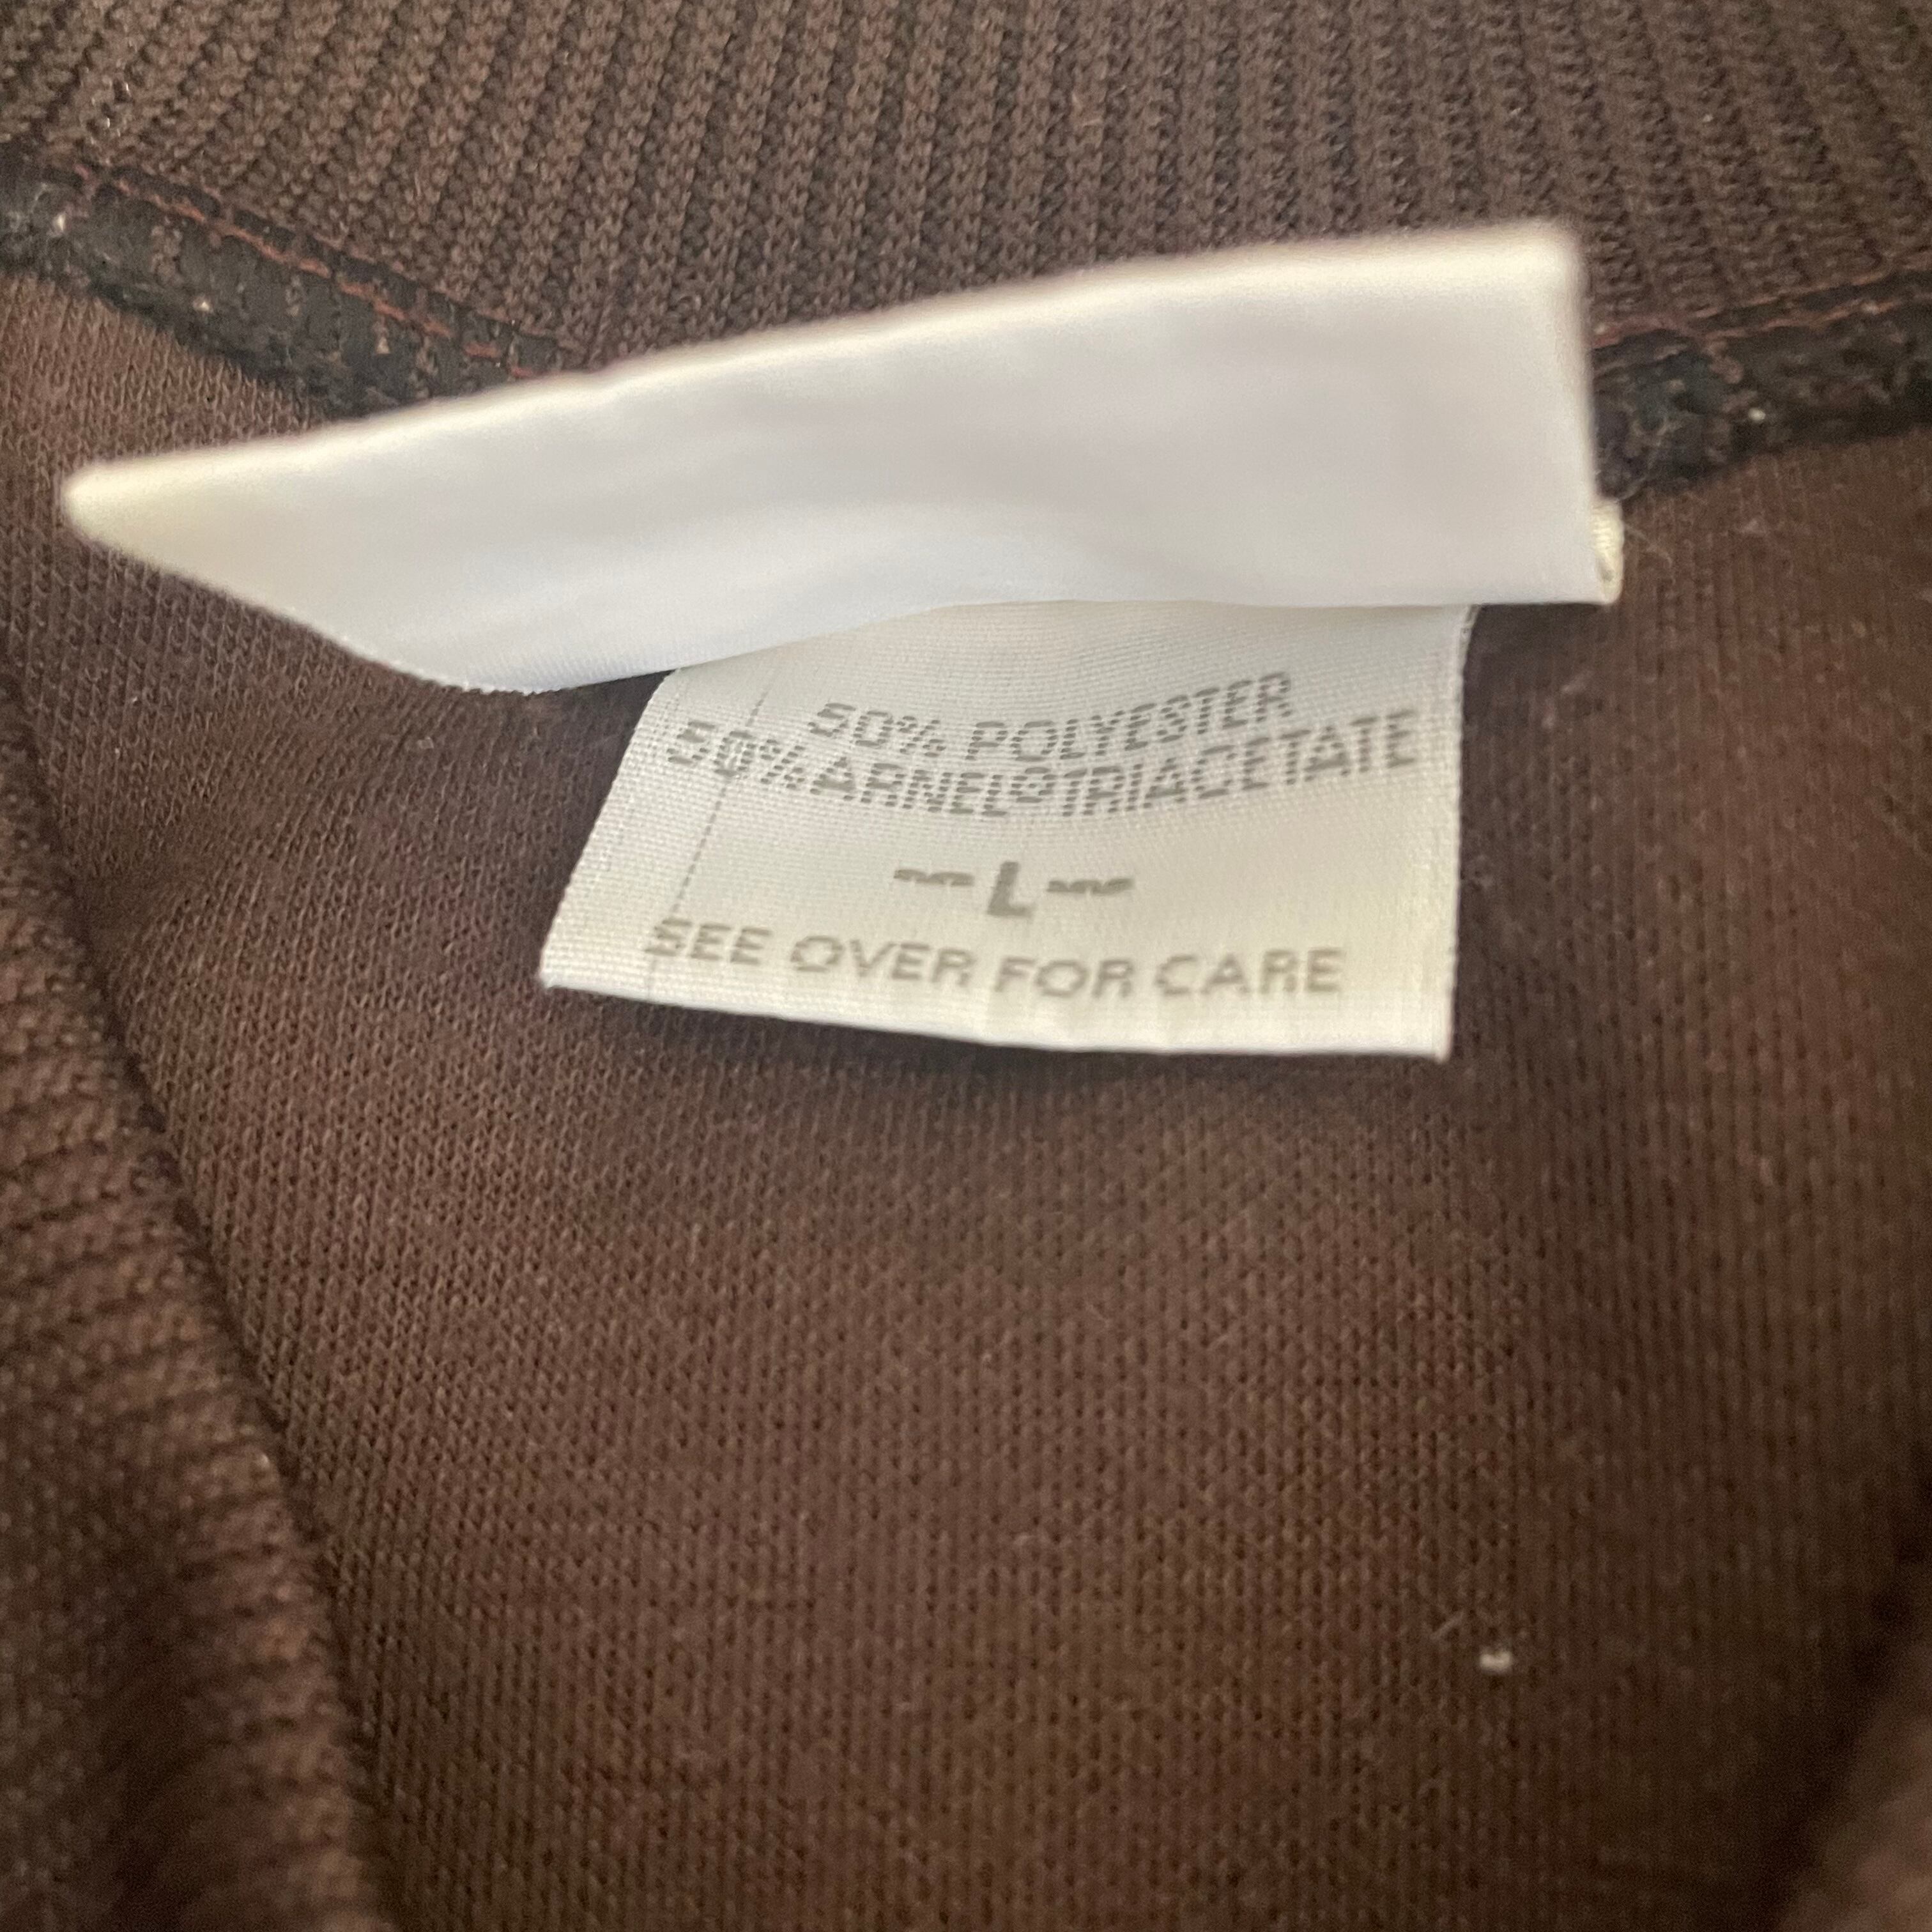 50% POLYESTER
50% ARNEL® TRIACETATE
— L —
SEE OVER FOR CARE